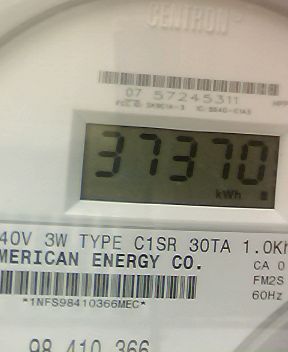 CENTRON
07 57245311
37370
kWh
40V 3W TYPE C1SR 30TA 1.0Kh
MERICAN ENERGY CO.
CA 0
FM2S
60Hz
*1NFS98410366MEC*
98 410 366